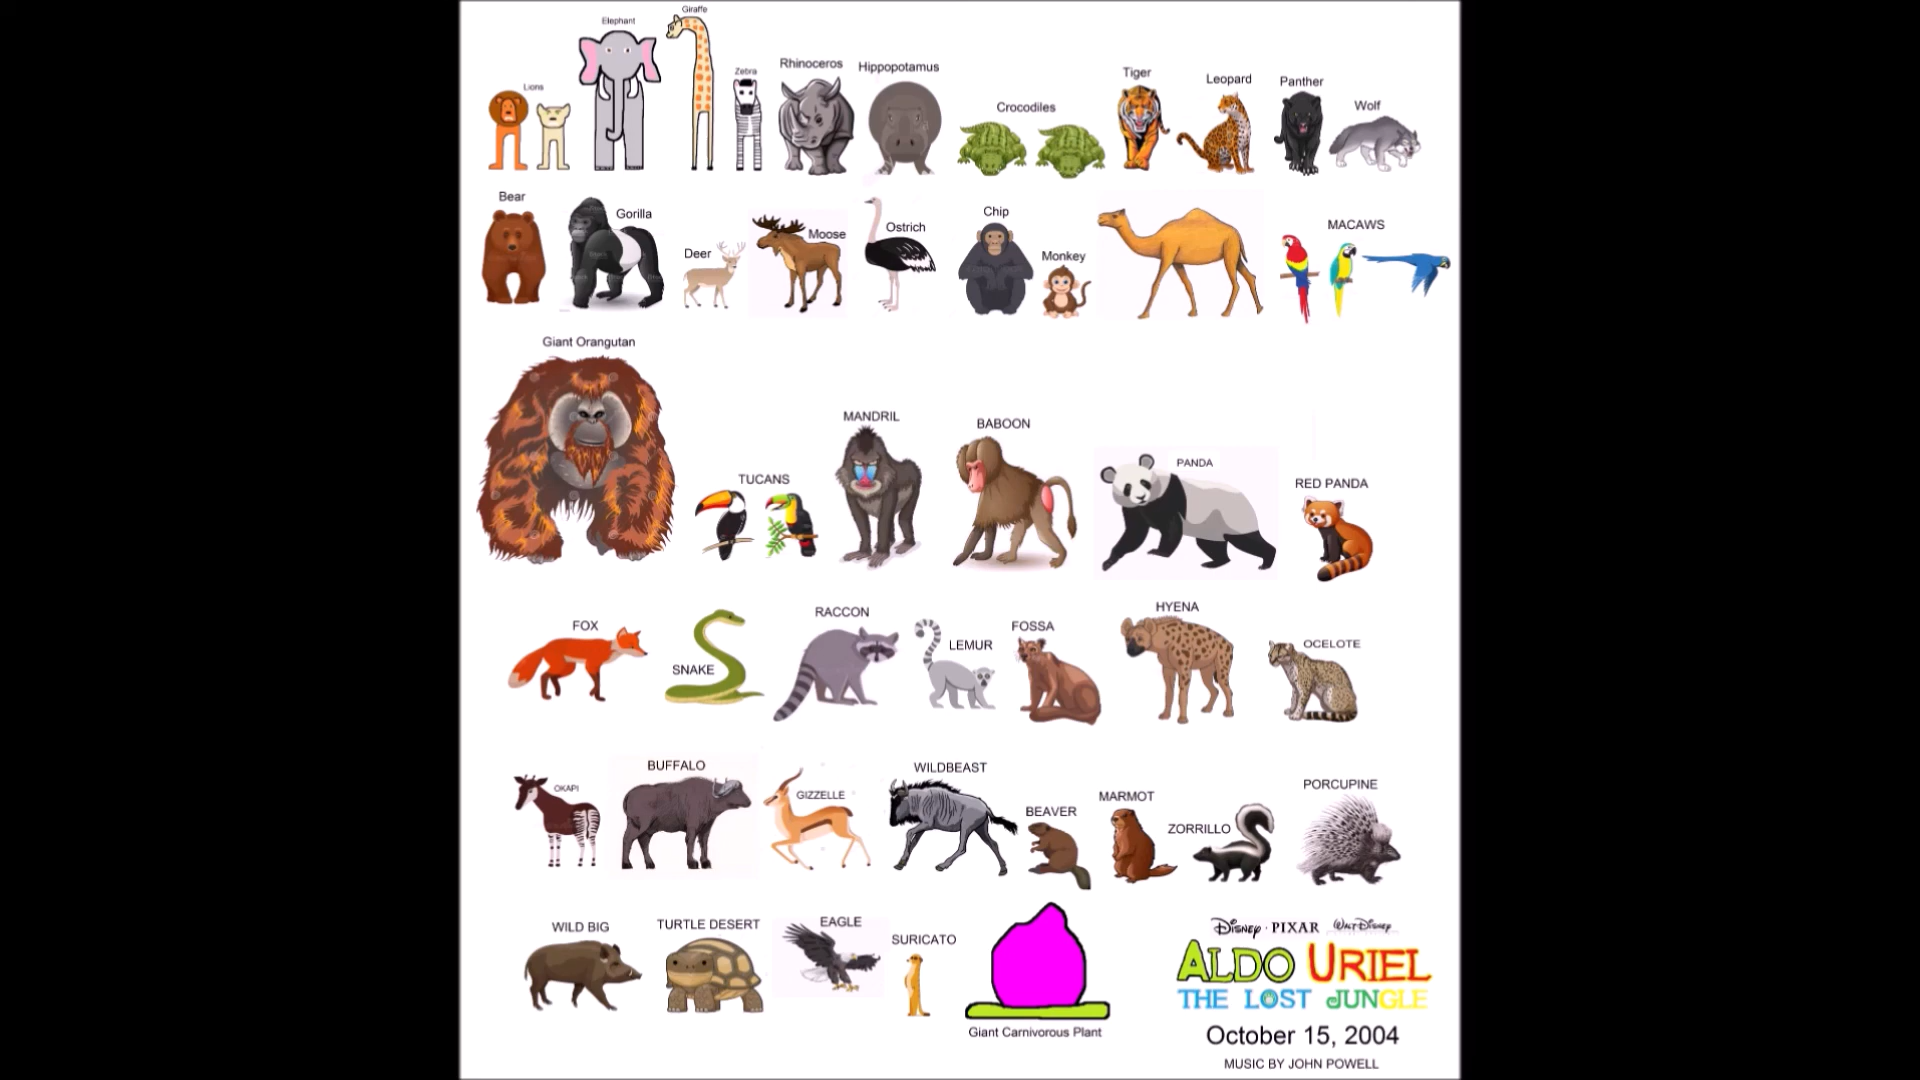 Giraffe
Elephant
Lions
Zebra
Rhinoceros
Hippopotamus
Crocodiles
Tiger
Leopard
Panther
Wolf
Bear
Gorilla
Deer
Moose
Ostrich
Chip
Monkey
MACAWS
Giant Orangutan
TUCANS
MANDRIL
BABOON
PANDA
RED PANDA
FOX
SNAKE
RACCON
LEMUR
FOSSA
HYENA
OCELOTE
OKAPI
BUFFALO
GIZZELLE
WILDBEAST
BEAVER
MARMOT
ZORRILLO
PORCUPINE
WILD BIG
TURTLE DESERT
EAGLE
SURICATO
Giant Carnivorous Plant
DISNEY · PIXAR WALT DISNEY
ALDO URIEL
THE LOST JUNGLE
October 15, 2004
MUSIC BY JOHN POWELL